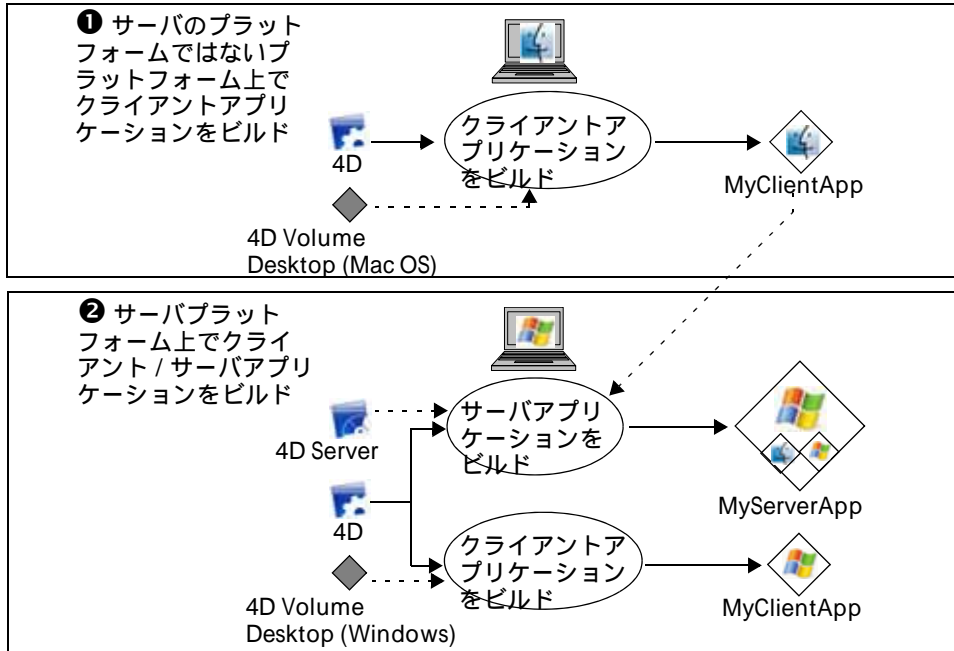 ❶ サーバのプラット
フォームではないプ
ラットフォーム上で
クライアントアプリ
ケーションをビルド
4D
クライアントア
プリケーション
をビルド
MyClientApp
4D Volume
Desktop (Mac OS)
❷ サーバプラット
フォーム上でクライ
アント / サーバアプリ
ケーションをビルド
4D Server
サーバアプリ
ケーションを
ビルド
MyServerApp
4D
クライアントア
プリケーション
をビルド
MyClientApp
4D Volume
Desktop (Windows)